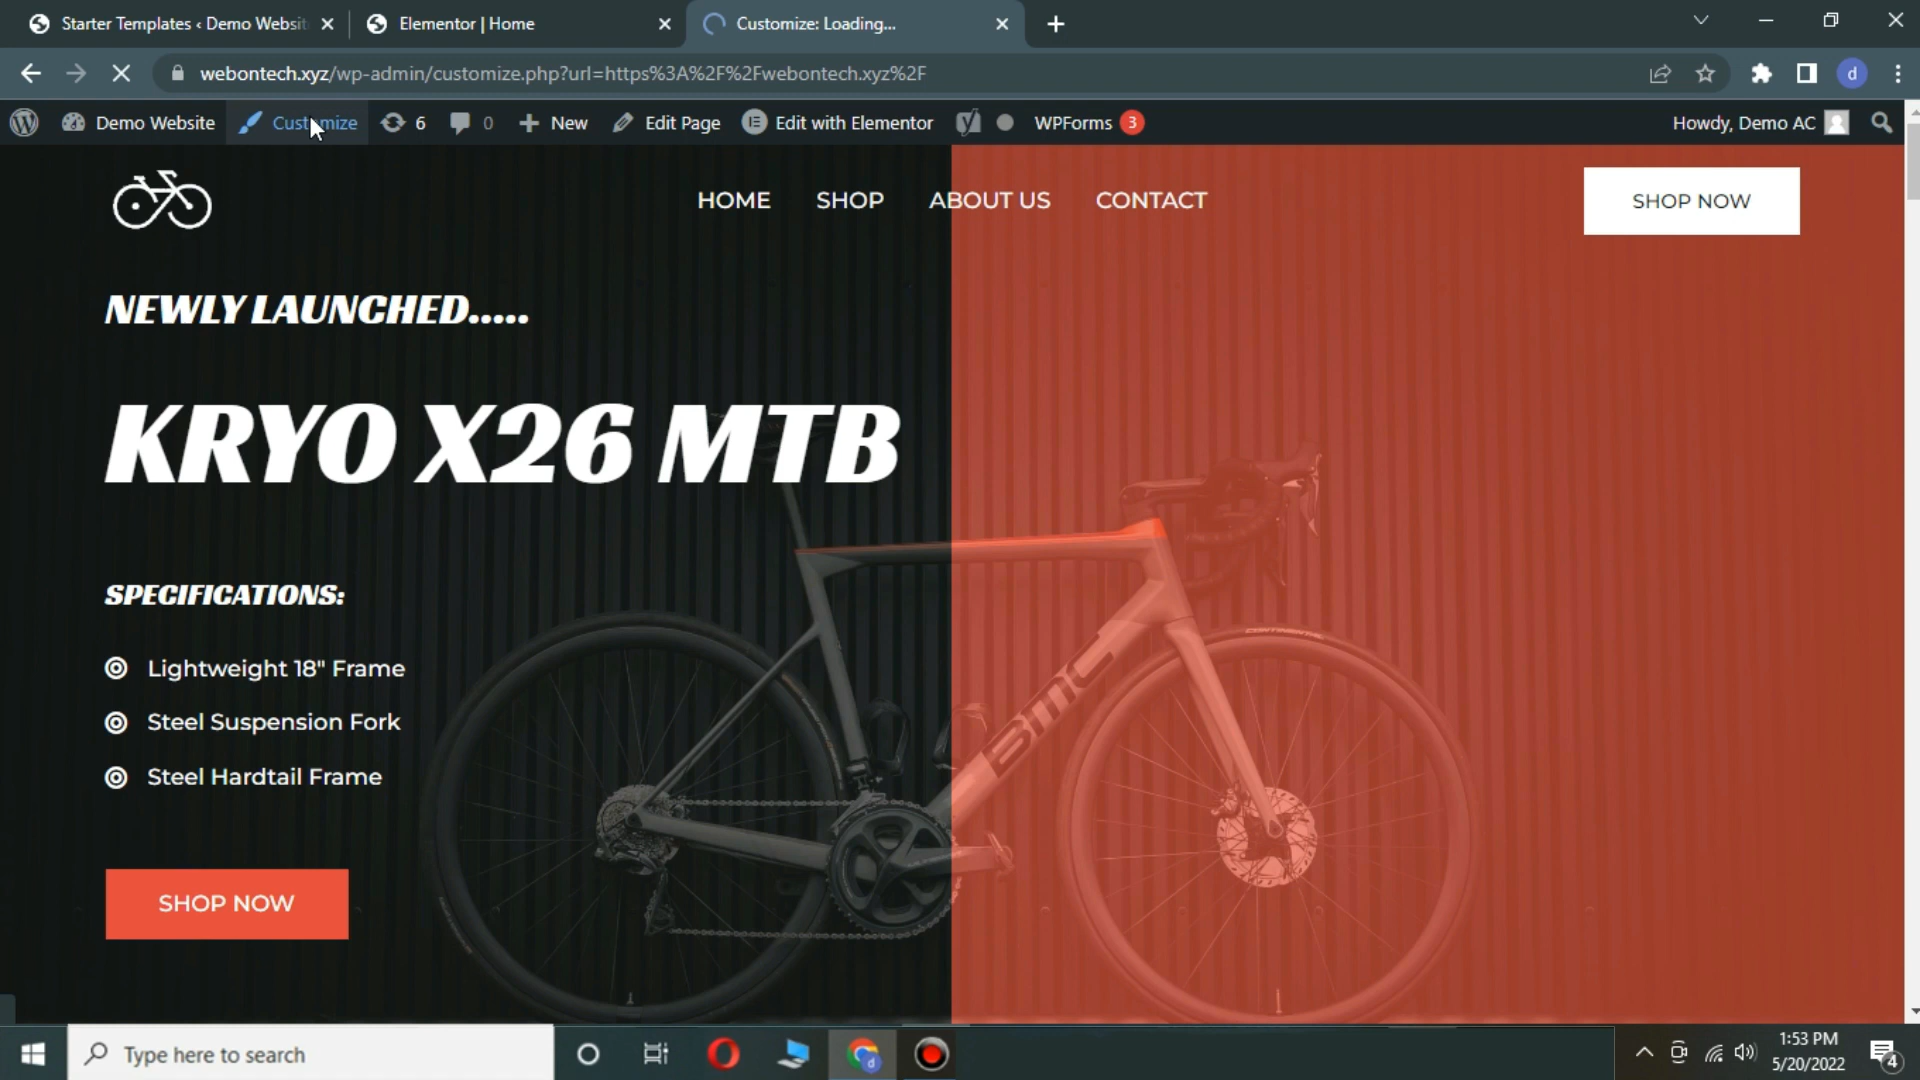 Starter Templates ‹ Demo Websit
Elementor | Home
Customize: Loading...
webontech.xyz/wp-admin/customize.php?url=https%3A%2F%2Fwebontech.xyz%2F
d
Demo Website
Customize
6
0
New
Edit Page
Edit with Elementor
WPForms 3
Howdy, Demo AC
HOME
SHOP
ABOUT US
CONTACT
SHOP NOW
NEWLY LAUNCHED.....
KRYO X26 MTB
SPECIFICATIONS:
Lightweight 18" Frame
Steel Suspension Fork
Steel Hardtail Frame
SHOP NOW
BMC
CONTINENTAL
Type here to search
d
1:53 PM
5/20/2022
4